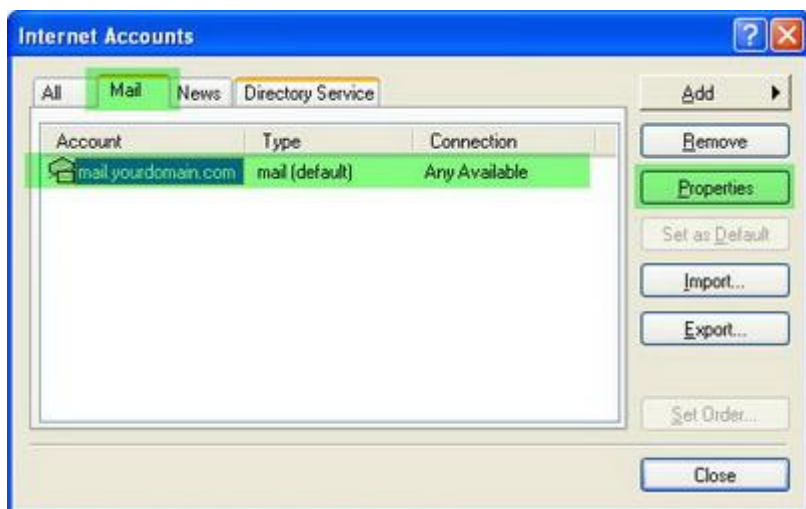 Internet Accounts
All Mail News Directory Service
Add
Account Type Connection
Remove
mail.yourdomain.com mail (default) Any Available
Properties
Set as Default
Import...
Export...
Set Order...
Close